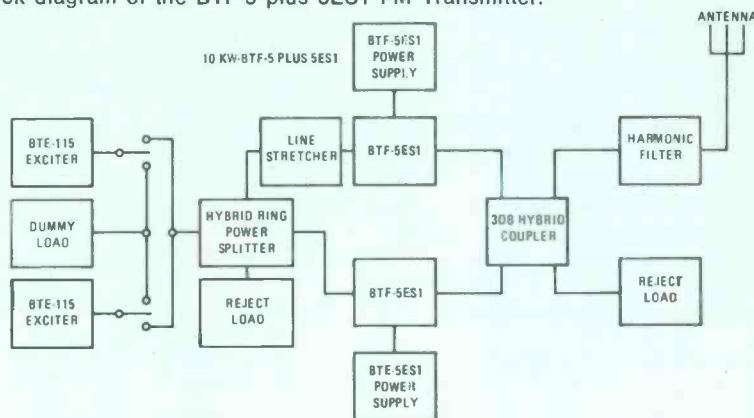 ck diagram of the BTF-5 plus 5ES1 FM Transmitter.
ANTENNA
10 KW-BTF-5 PLUS 5ES1
BTF-5ES1
POWER
SUPPLY
BTE-115
EXCITER
LINE
STRETCHER
BTF-5ES1
HARMONIC
FILTER
DUMMY
LOAD
HYBRID RING
POWER
SPLITTER
3DB HYBRID
COUPLER
BTE-115
EXCITER
REJECT
LOAD
BTF-5ES1
REJECT
LOAD
BTE-5ES1
POWER
SUPPLY